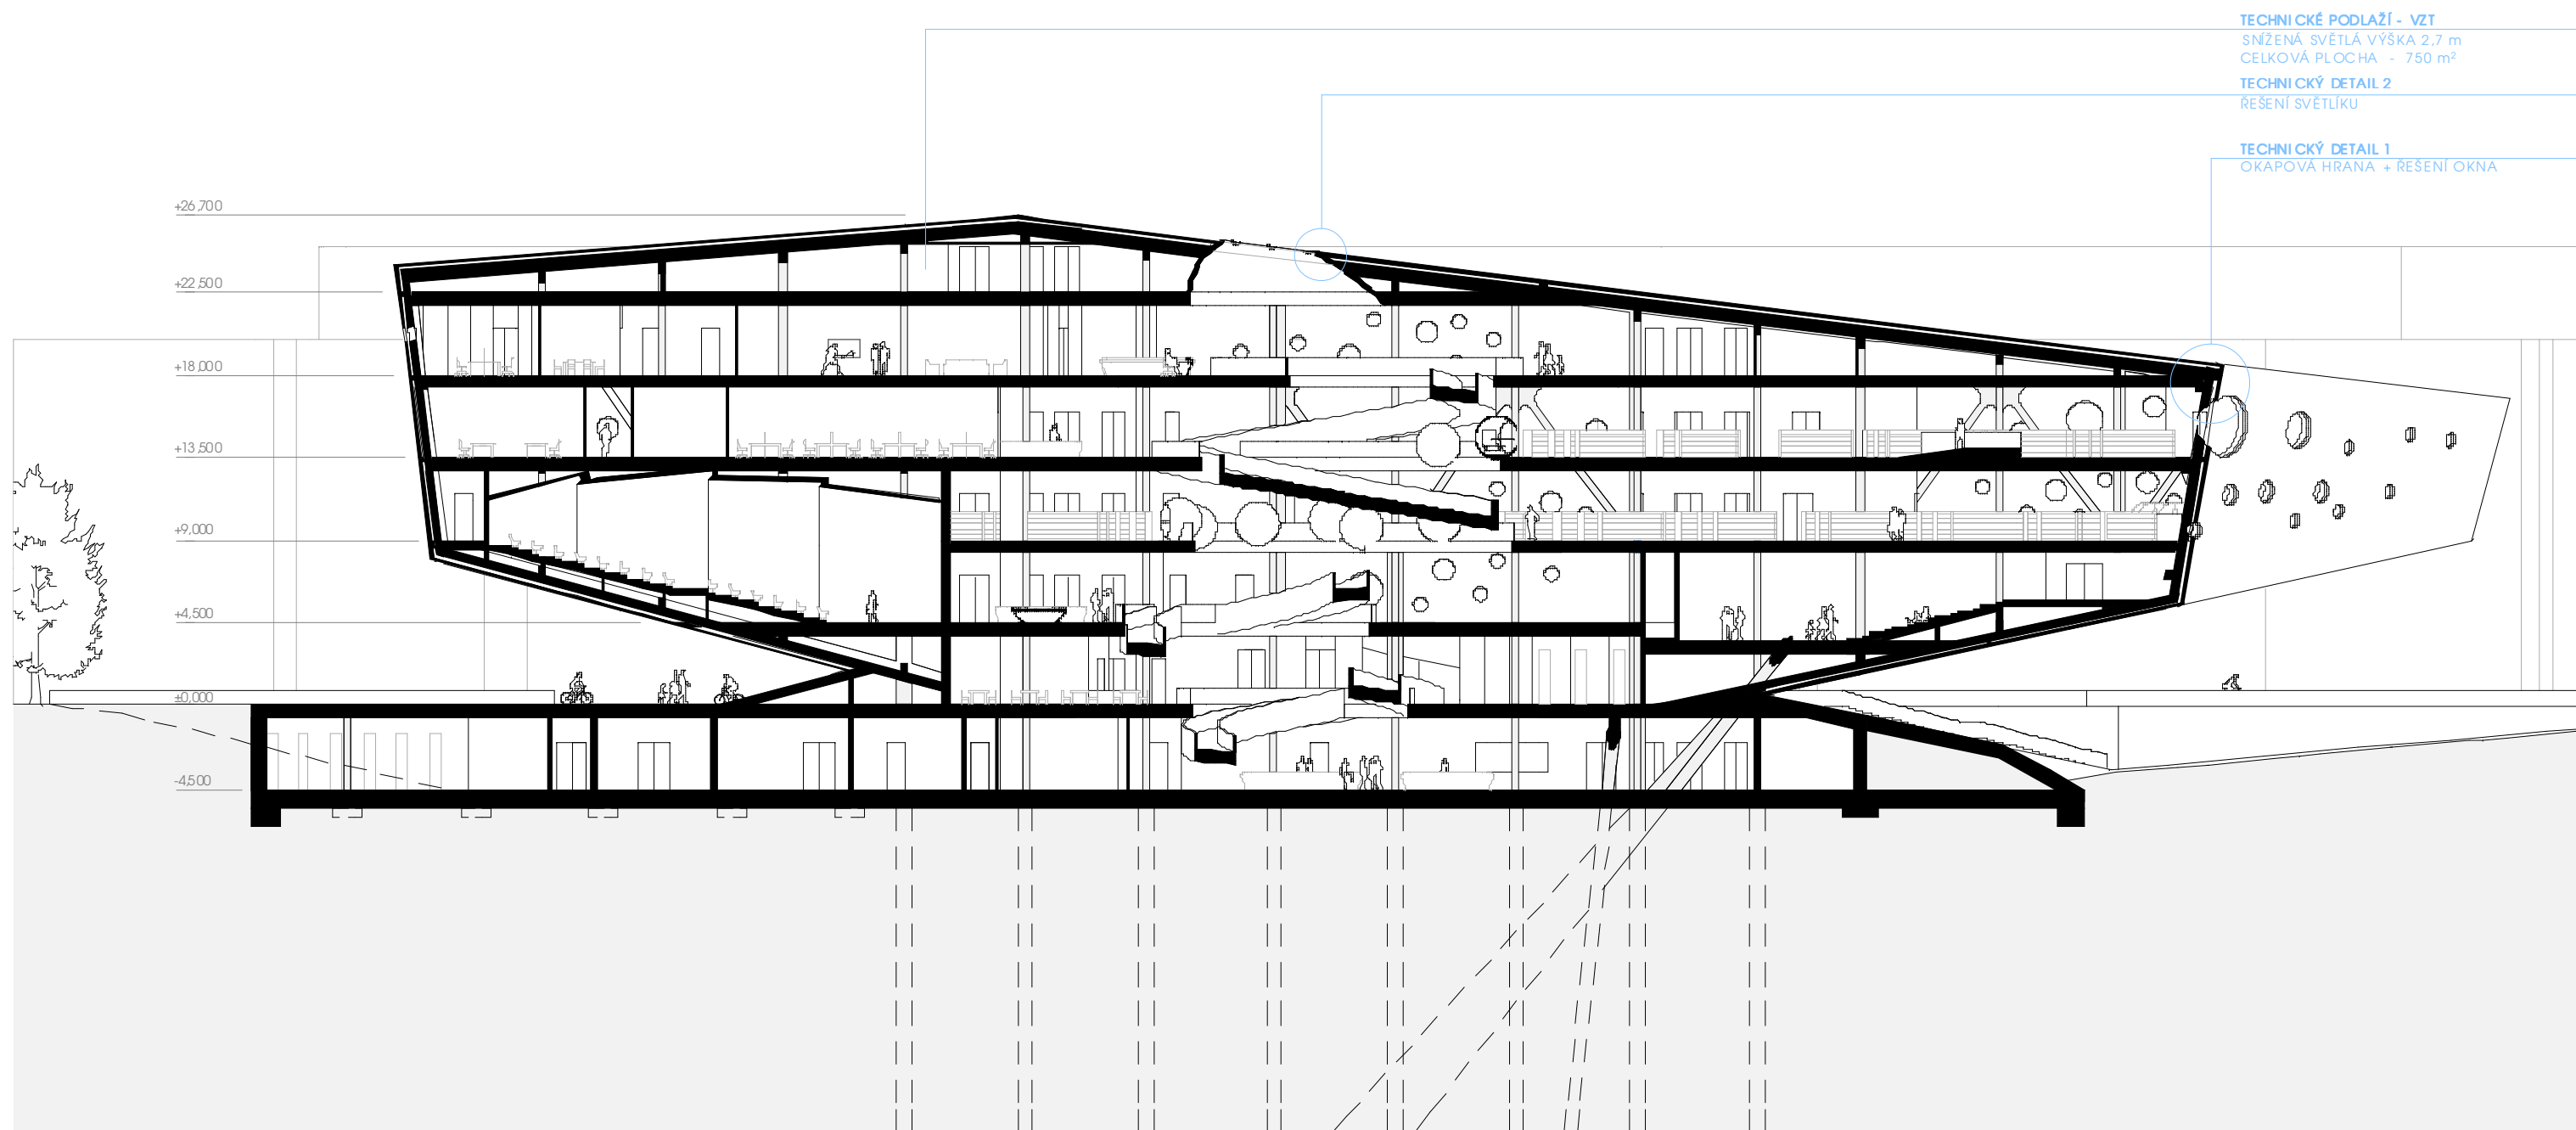 TECHNICKÉ PODLAŽÍ - VZT
SNÍŽENÁ SVĚTLÁ VÝŠKA 2,7 m
CELKOVÁ PLOCHA - 750 m²
TECHNICKÝ DETAIL 2
ŘEŠENÍ SVĚTLÍKU
TECHNICKÝ DETAIL 1
OKAPOVÁ HRANA + ŘEŠENÍ OKNA
+26,700
+22,500
+18,000
+13,500
+9,000
+4,500
±0,000
-4,500